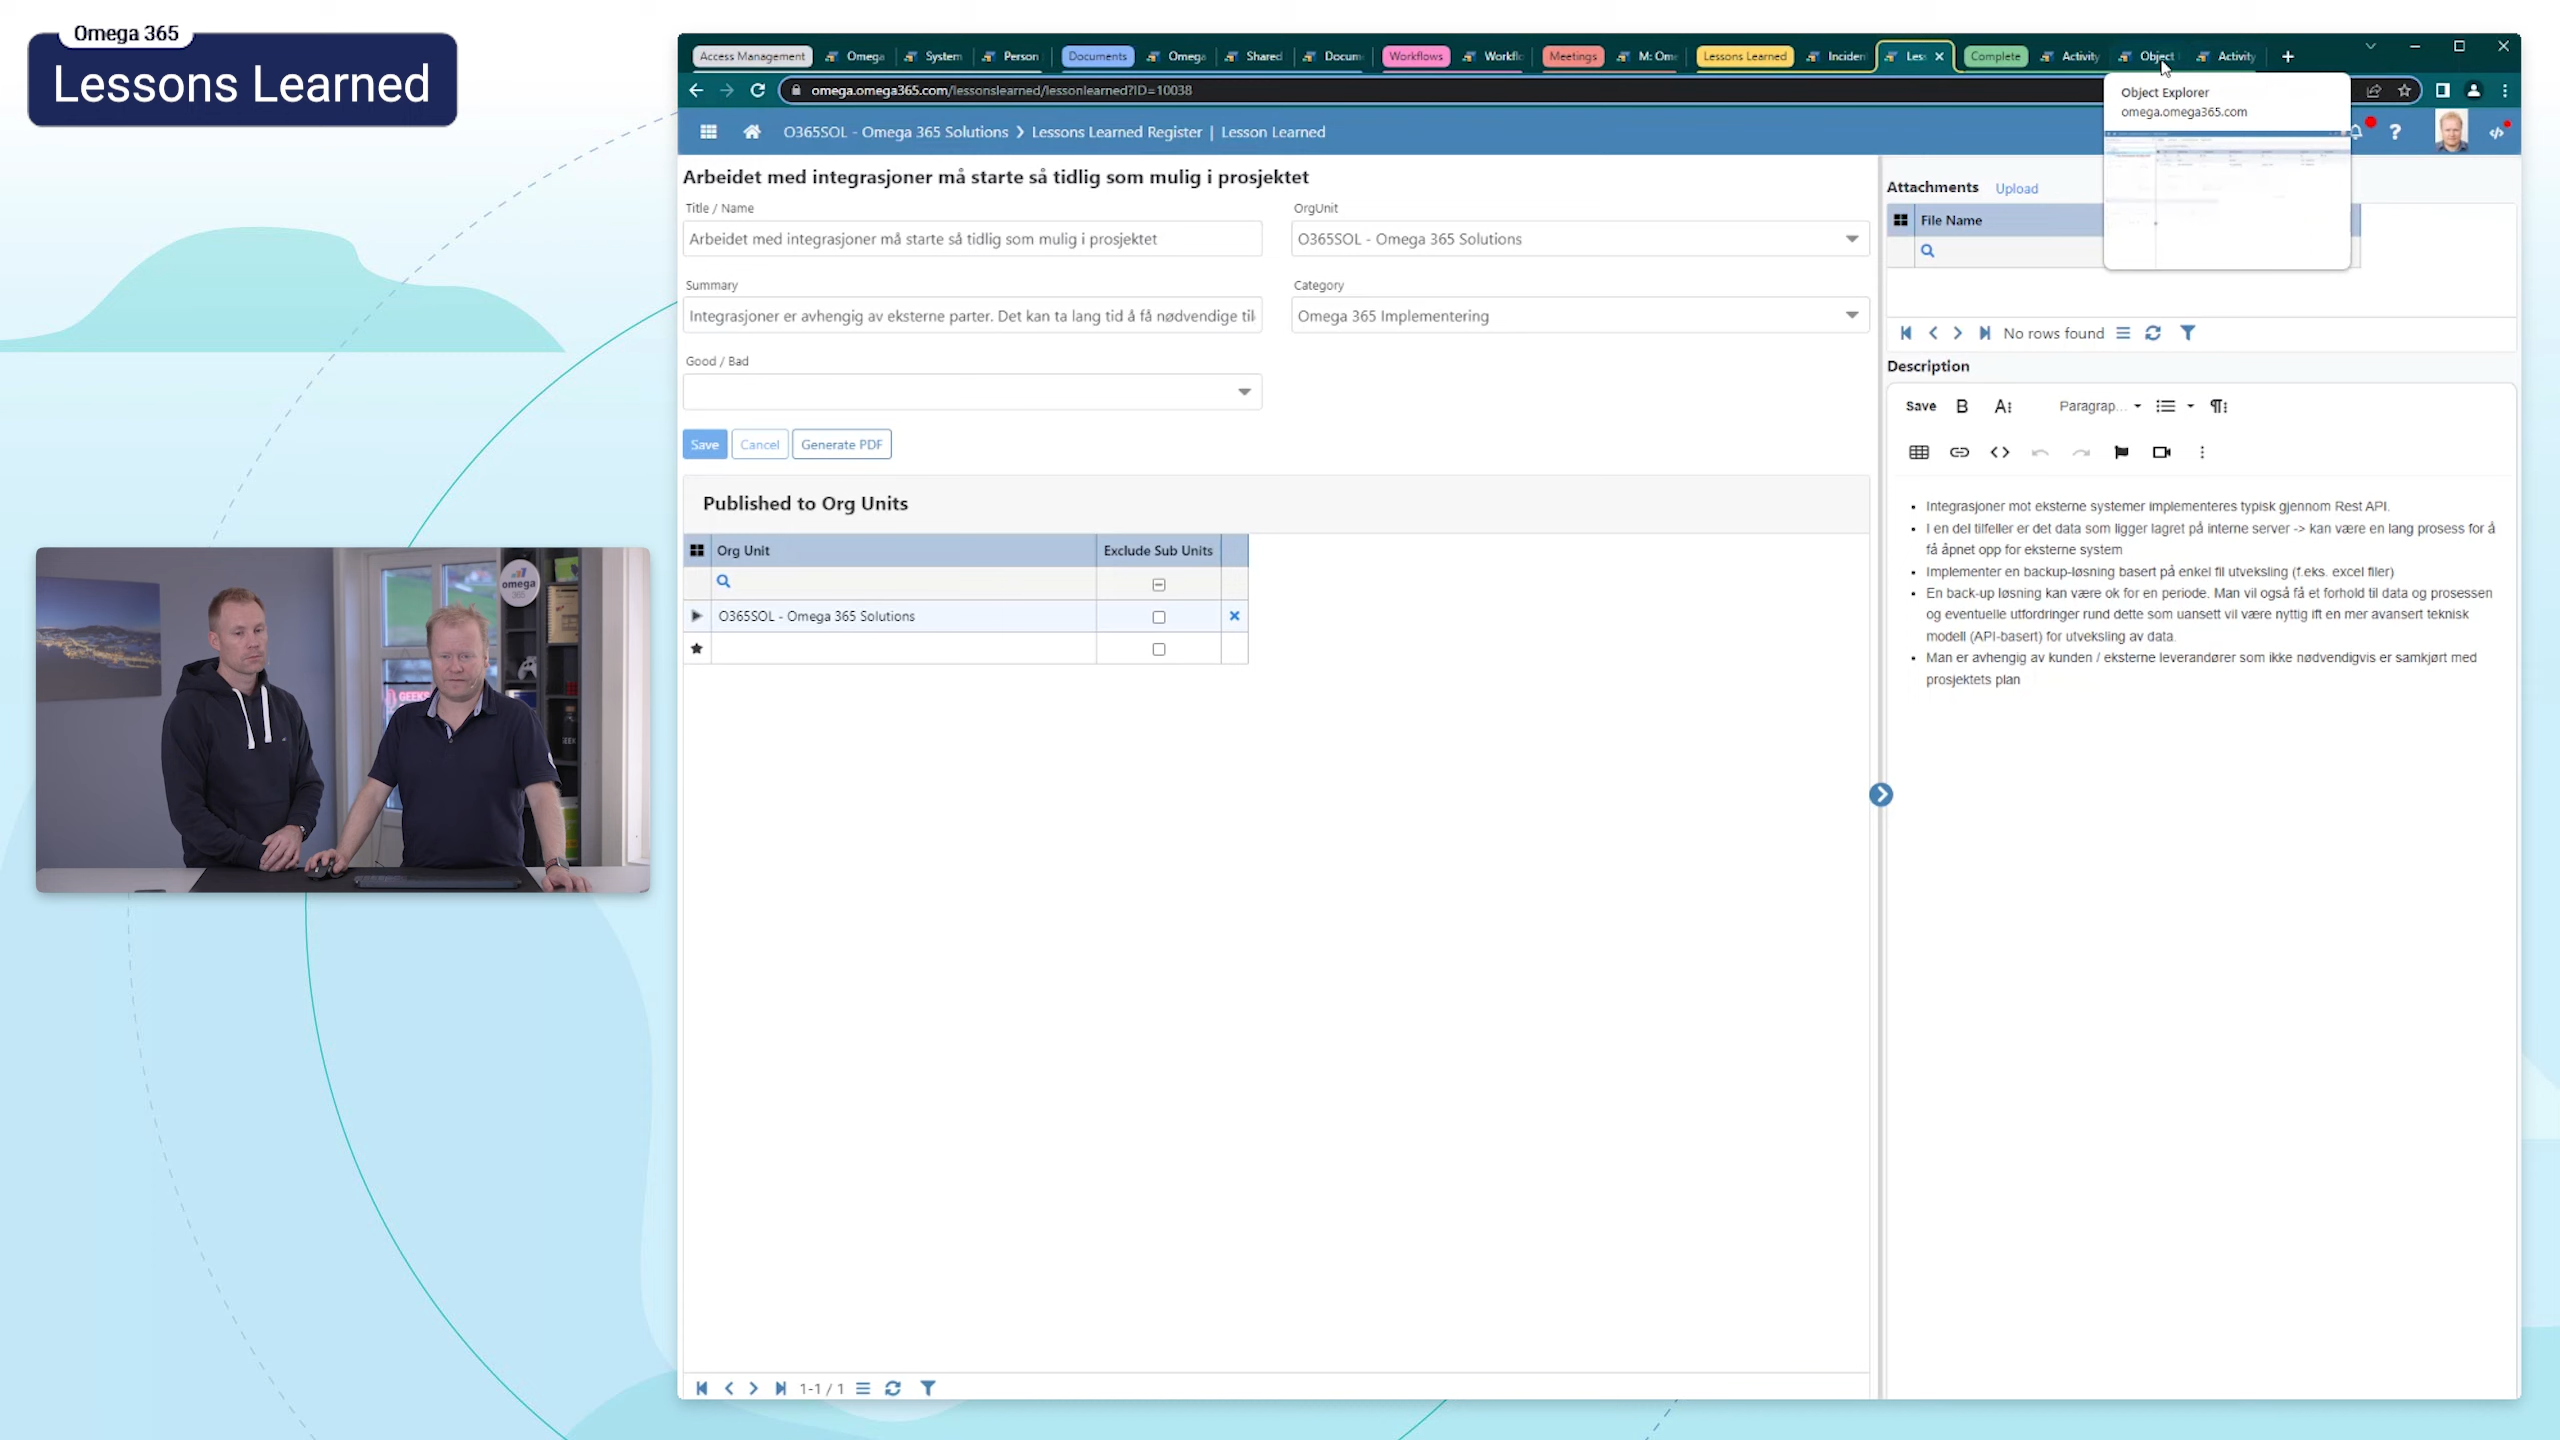 Omega 365
Lessons Learned
Access Management
Omega
System
Person
Documents
Omega
Shared
Docum
Workflows
Workflo
Meetings
M: Ome
Lessons Learned
Inciden
Les
Complete
Activity
Object
Activity
omega.omega365.com/lessonslearned/lessonlearned?ID=10038
Object Explorer
omega.omega365.com
O365SOL - Omega 365 Solutions
Lessons Learned Register | Lesson Learned
Arbeidet med integrasjoner må starte så tidlig som mulig i prosjektet
Title / Name
Arbeidet med integrasjoner må starte så tidlig som mulig i prosjektet
OrgUnit
O365SOL - Omega 365 Solutions
Summary
Integrasjoner er avhengig av eksterne parter. Det kan ta lang tid å få nødvendige til
Category
Omega 365 Implementering
Good / Bad
Save
Cancel
Generate PDF
Published to Org Units
Org Unit
Exclude Sub Units
O365SOL - Omega 365 Solutions
1-1 / 1
Attachments
Upload
File Name
No rows found
Description
Save
B
A
Paragrap...
Integrasjoner mot eksterne systemer implementeres typisk gjennom Rest API.
I en del tilfeller er det data som ligger lagret på interne server -> kan være en lang prosess for å
få åpnet opp for eksterne system
Implementer en backup-løsning basert på enkel fil utveksling (f.eks. excel filer)
En back-up løsning kan være ok for en periode. Man vil også få et forhold til data og prosessen
og eventuelle utfordringer rund dette som uansett vil være nyttig ift en mer avansert teknisk
modell (API-basert) for utveksling av data.
Man er avhengig av kunden / eksterne leverandører som ikke nødvendigvis er samkjørt med
prosjektets plan
omega
365
GEEKS
GEEK